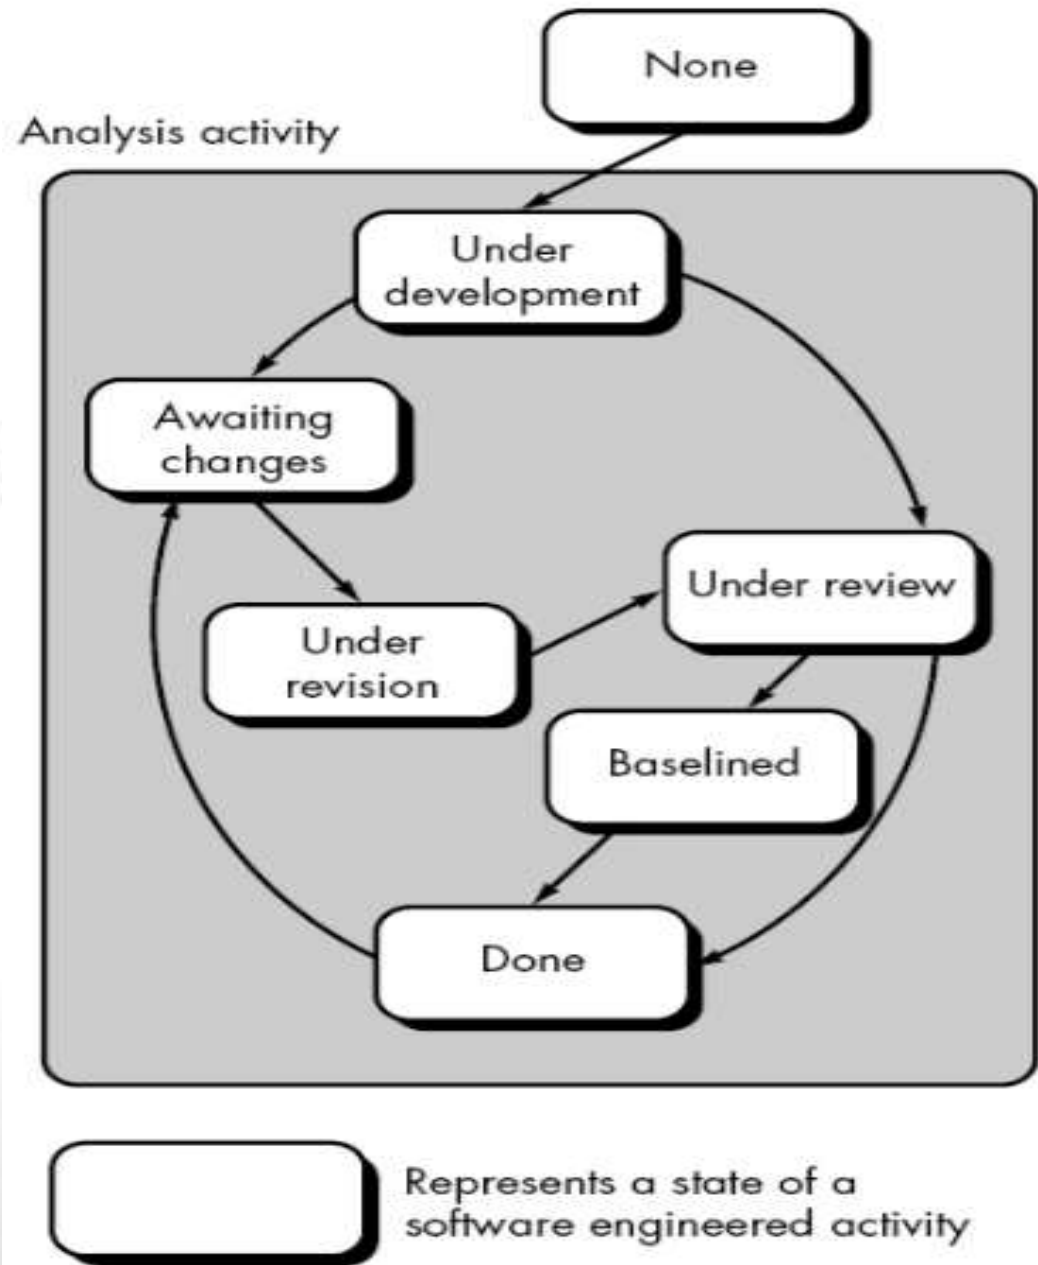 None
Analysis activity
Under
development
Awaiting
changes
Under review
Under
revision
Baselined
Done
Represents a state of a
software engineered activity